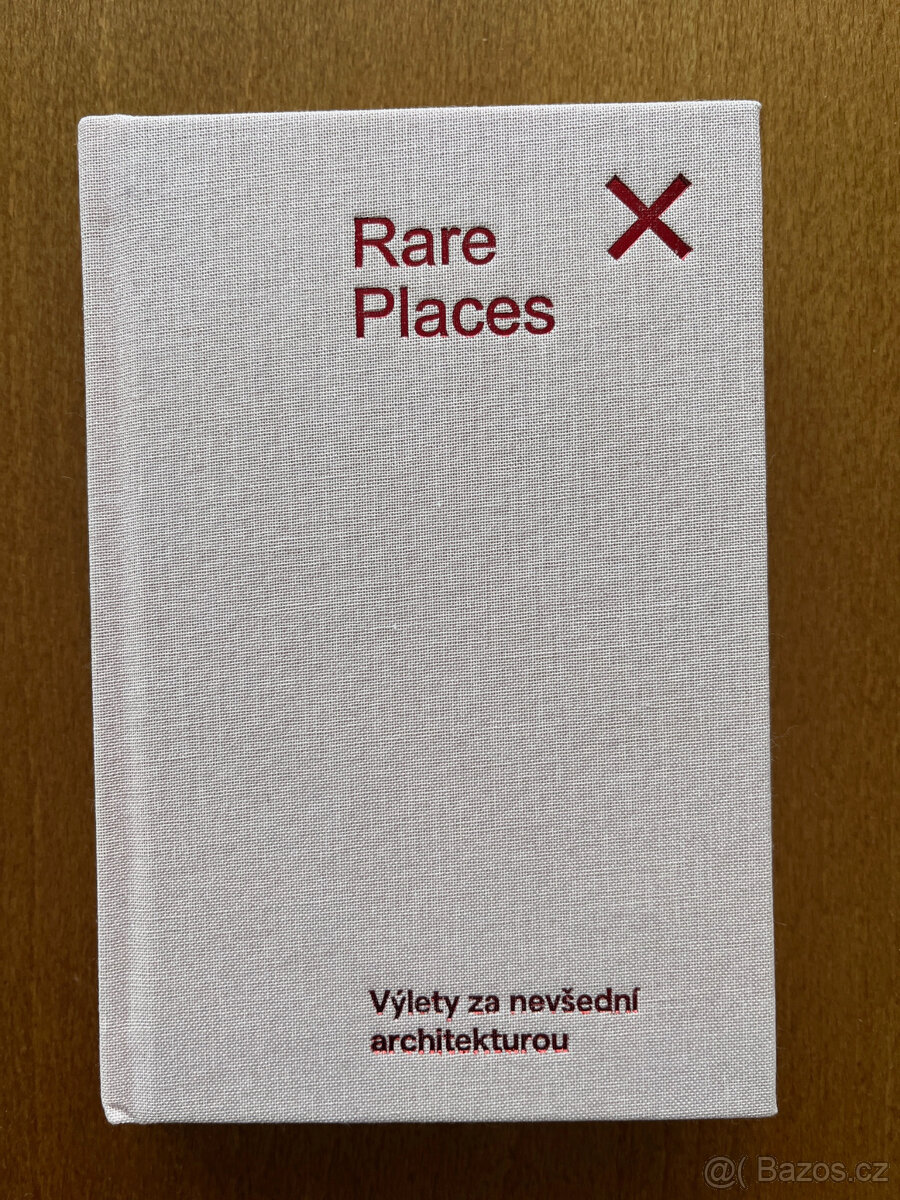 Rare
Places
Výlety za nevšední
architekturou
@( Bazos.cz